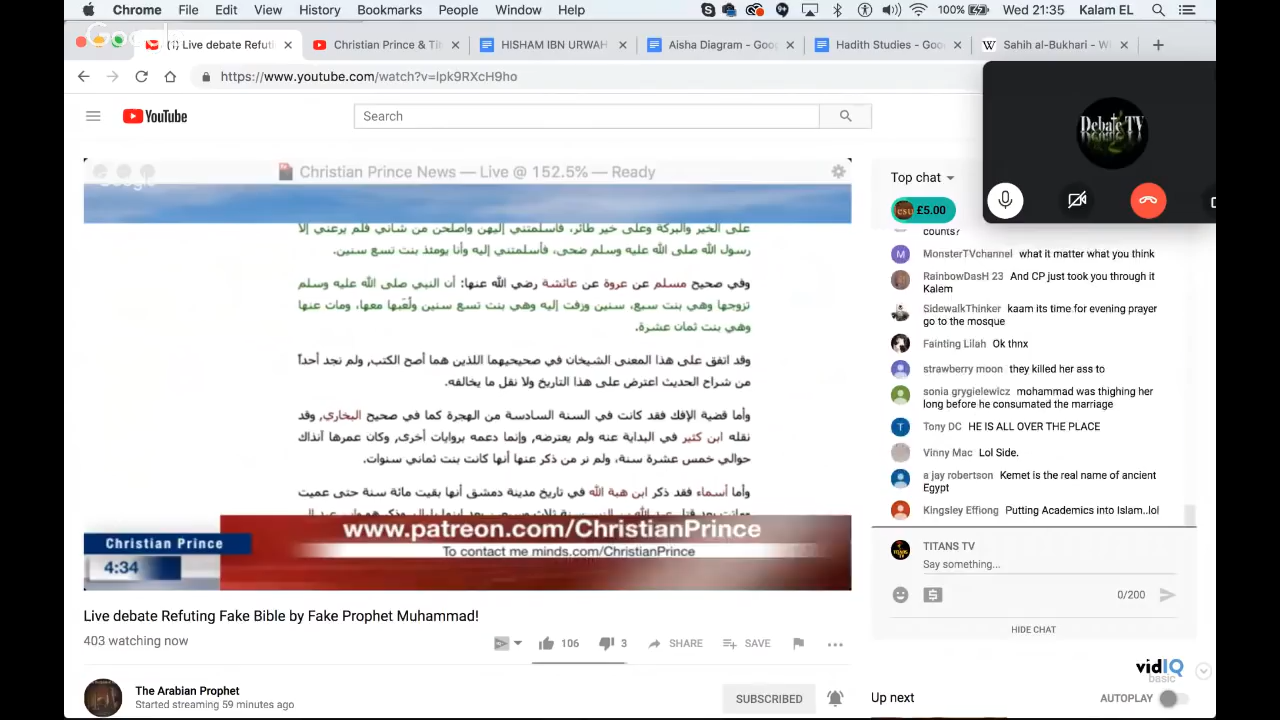 Chrome File Edit View History Bookmarks People Window Help 100% Wed 21:35 Kalam EL
(1) Live debate Refuti Christian Prince & Tit HISHAM IBN URWAH Aisha Diagram - Goo Hadith Studies - Goo Sahih al-Bukhari - Wi
https://www.youtube.com/watch?v=lpk9RXcH9ho
YouTube
Search
Debate TV
Christian Prince News — Live @ 152.5% — Ready
على الخير والبركة وعلى خير طائر، فأسلمتني إليهن وأصلحن من شأني فلم يرعني إلا
رسول الله صلى الله عليه وسلم ضحى، فأسلمتني إليه وأنا يومئذ بنت تسع سنين.
وفي صحيح مسلم عن عروة عن عائشة رضي الله عنها: أن النبي صلى الله عليه وسلم
تزوجها وهي بنت سبع، سنين وزفت إليه وهي بنت تسع سنين ولُعَبها معها، ومات عنها
وهي بنت ثمان عشرة.
وقد اتفق على هذا المعنى الشيخان في صحيحيهما اللذين هما أصح الكتب, ولم نجد أحداً
من شراح الحديث اعترض على هذا التاريخ ولا نقل ما يخالفه.
وأما قضية الإفك فقد كانت في السنة السادسة من الهجرة كما في صحيح البخاري, وقد
نقله ابن كثير في البداية عنه ولم يعترضه, وإنما دعمه بروايات أخرى, وكان عمرها آنذاك
حوالي خمس عشرة سنة، ولم نر من ذكر عنها أنها كانت بنت ثماني سنوات.
وأما أسماء فقد ذكر ابن هبة الله في تاريخ مدينة دمشق أنها بقيت مائة سنة حتى عميت
www.patreon.com/ChristianPrince
To contact me minds.com/ChristianPrince
Christian Prince
4:34
Live debate Refuting Fake Bible by Fake Prophet Muhammad!
403 watching now
106 3 SHARE SAVE
The Arabian Prophet
Started streaming 59 minutes ago
SUBSCRIBED
Top chat
£5.00
counts?
MonsterTVchannel what it matter what you think
RainbowDasH 23 And CP just took you through it
Kalem
SidewalkThinker kaam its time for evening prayer
go to the mosque
Fainting Lilah Ok thnx
strawberry moon they killed her ass to
sonia grygielewicz mohammad was thighing her
long before he consumated the marriage
Tony DC HE IS ALL OVER THE PLACE
Vinny Mac Lol Side.
a jay robertson Kemet is the real name of ancient
Egypt
Kingsley Effiong Putting Academics into Islam..lol
TITANS TV
Say something...
0/200
HIDE CHAT
vidIQ
basic
Up next
AUTOPLAY